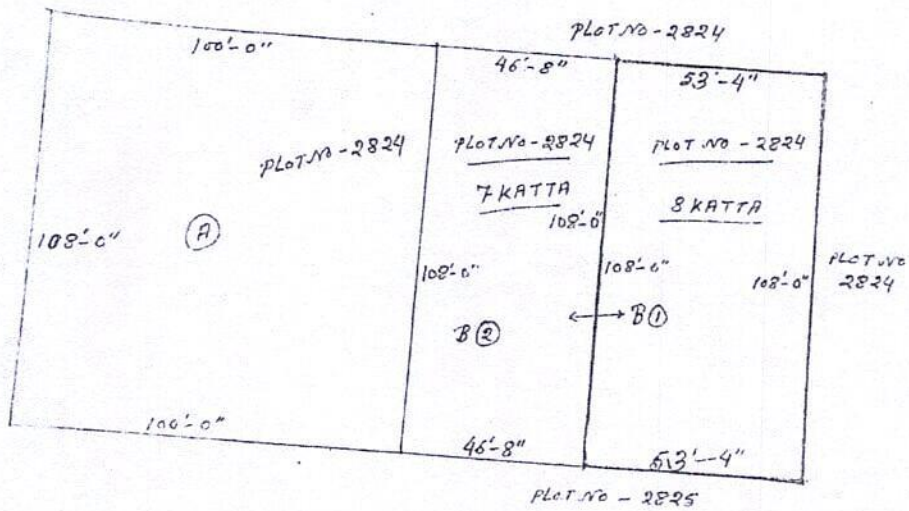 PLOT NO - 2824
100'-0"
46'-8"
53'-4"
PLOT NO - 2824
PLOT NO - 2824
PLOT NO - 2824
7 KATTA
8 KATTA
108'-0"
A
108'-0"
108'-0"
108'-0"
108'-0"
PLOT NO
2824
B 2
B 1
100'-0"
46'-8"
53'-4"
PLOT NO - 2825